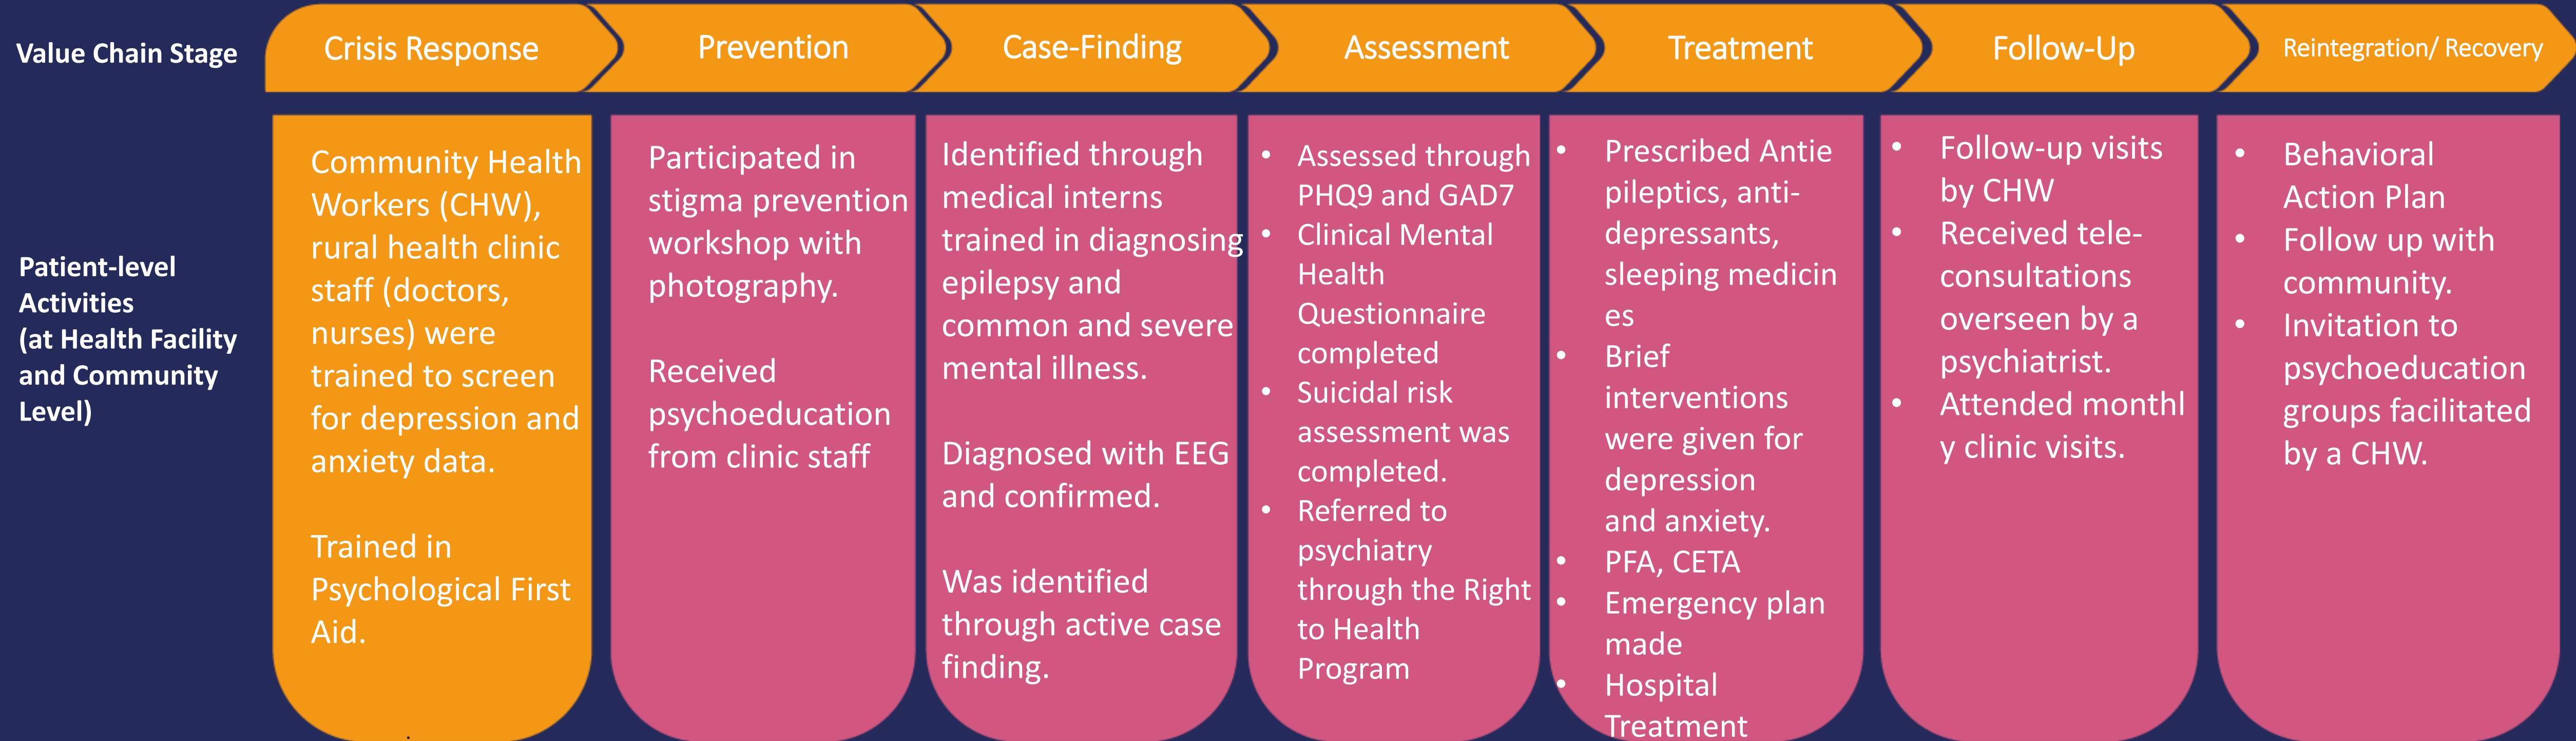 Value Chain Stage
Crisis Response
Prevention
Case-Finding
Assessment
Treatment
Follow-Up
Reintegration/ Recovery
Patient-level
Activities
(at Health Facility
and Community
Level)
Community Health
Workers (CHW),
rural health clinic
staff (doctors,
nurses) were
trained to screen
for depression and
anxiety data.
Trained in
Psychological First
Aid.
Participated in
stigma prevention
workshop with
photography.
Received
psychoeducation
from clinic staff
Identified through
medical interns
trained in diagnosing
epilepsy and
common and severe
mental illness.
Diagnosed with EEG
and confirmed.
Was identified
through active case
finding.
• Assessed through
PHQ9 and GAD7
• Clinical Mental
Health
Questionnaire
completed
• Suicidal risk
assessment was
completed.
• Referred to
psychiatry
through the Right
to Health
Program
• Prescribed Antie
pileptics, anti-
depressants,
sleeping medicin
es
• Brief
interventions
were given for
depression
and anxiety.
• PFA, CETA
• Emergency plan
made
• Hospital
Treatment
• Follow-up visits
by CHW
• Received tele-
consultations
overseen by a
psychiatrist.
• Attended monthl
y clinic visits.
• Behavioral
Action Plan
• Follow up with
community.
• Invitation to
psychoeducation
groups facilitated
by a CHW.